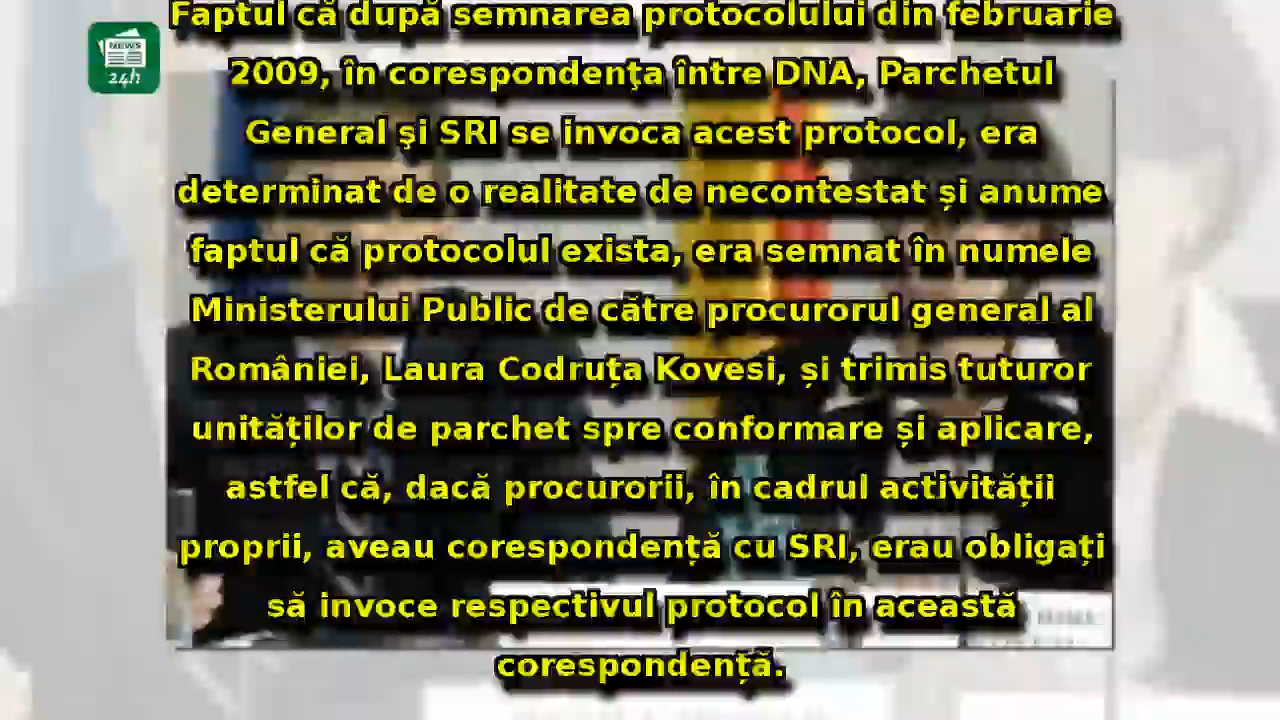 Faptul că după semnarea protocolului din februarie
NEWS
24h
2009, în corespondenţa între DNA, Parchetul
General şi SRI se invoca acest protocol, era
determinat de o realitate de necontestat și anume
faptul că protocolul exista, era semnat în numele
Ministerului Public de către procurorul general al
României, Laura Codruța Kovesi, și trimis tuturor
unităților de parchet spre conformare și aplicare,
astfel că, dacă procurorii, în cadrul activității
proprii, aveau corespondență cu SRI, erau obligați
să invoce respectivul protocol în această
corespondență.